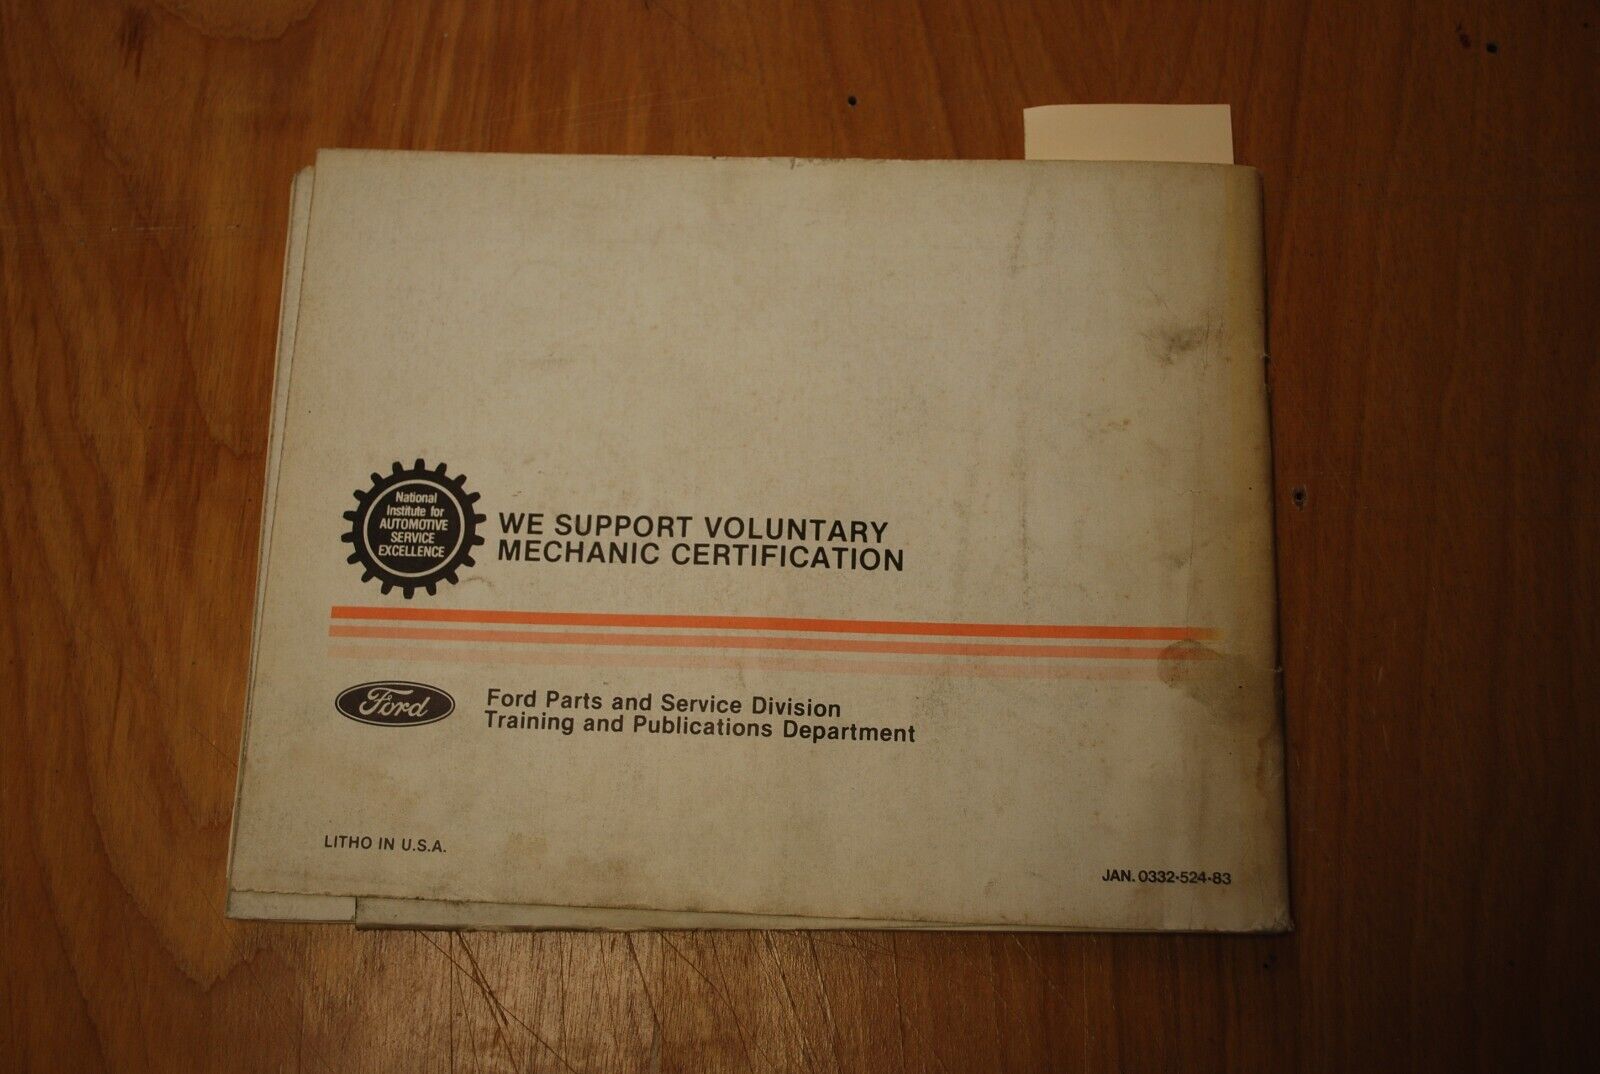 National
Institute for
AUTOMOTIVE
SERVICE
EXCELLENCE
WE SUPPORT VOLUNTARY
MECHANIC CERTIFICATION
Ford
Ford Parts and Service Division
Training and Publications Department
LITHO IN U.S.A.
JAN. 0332-524-83